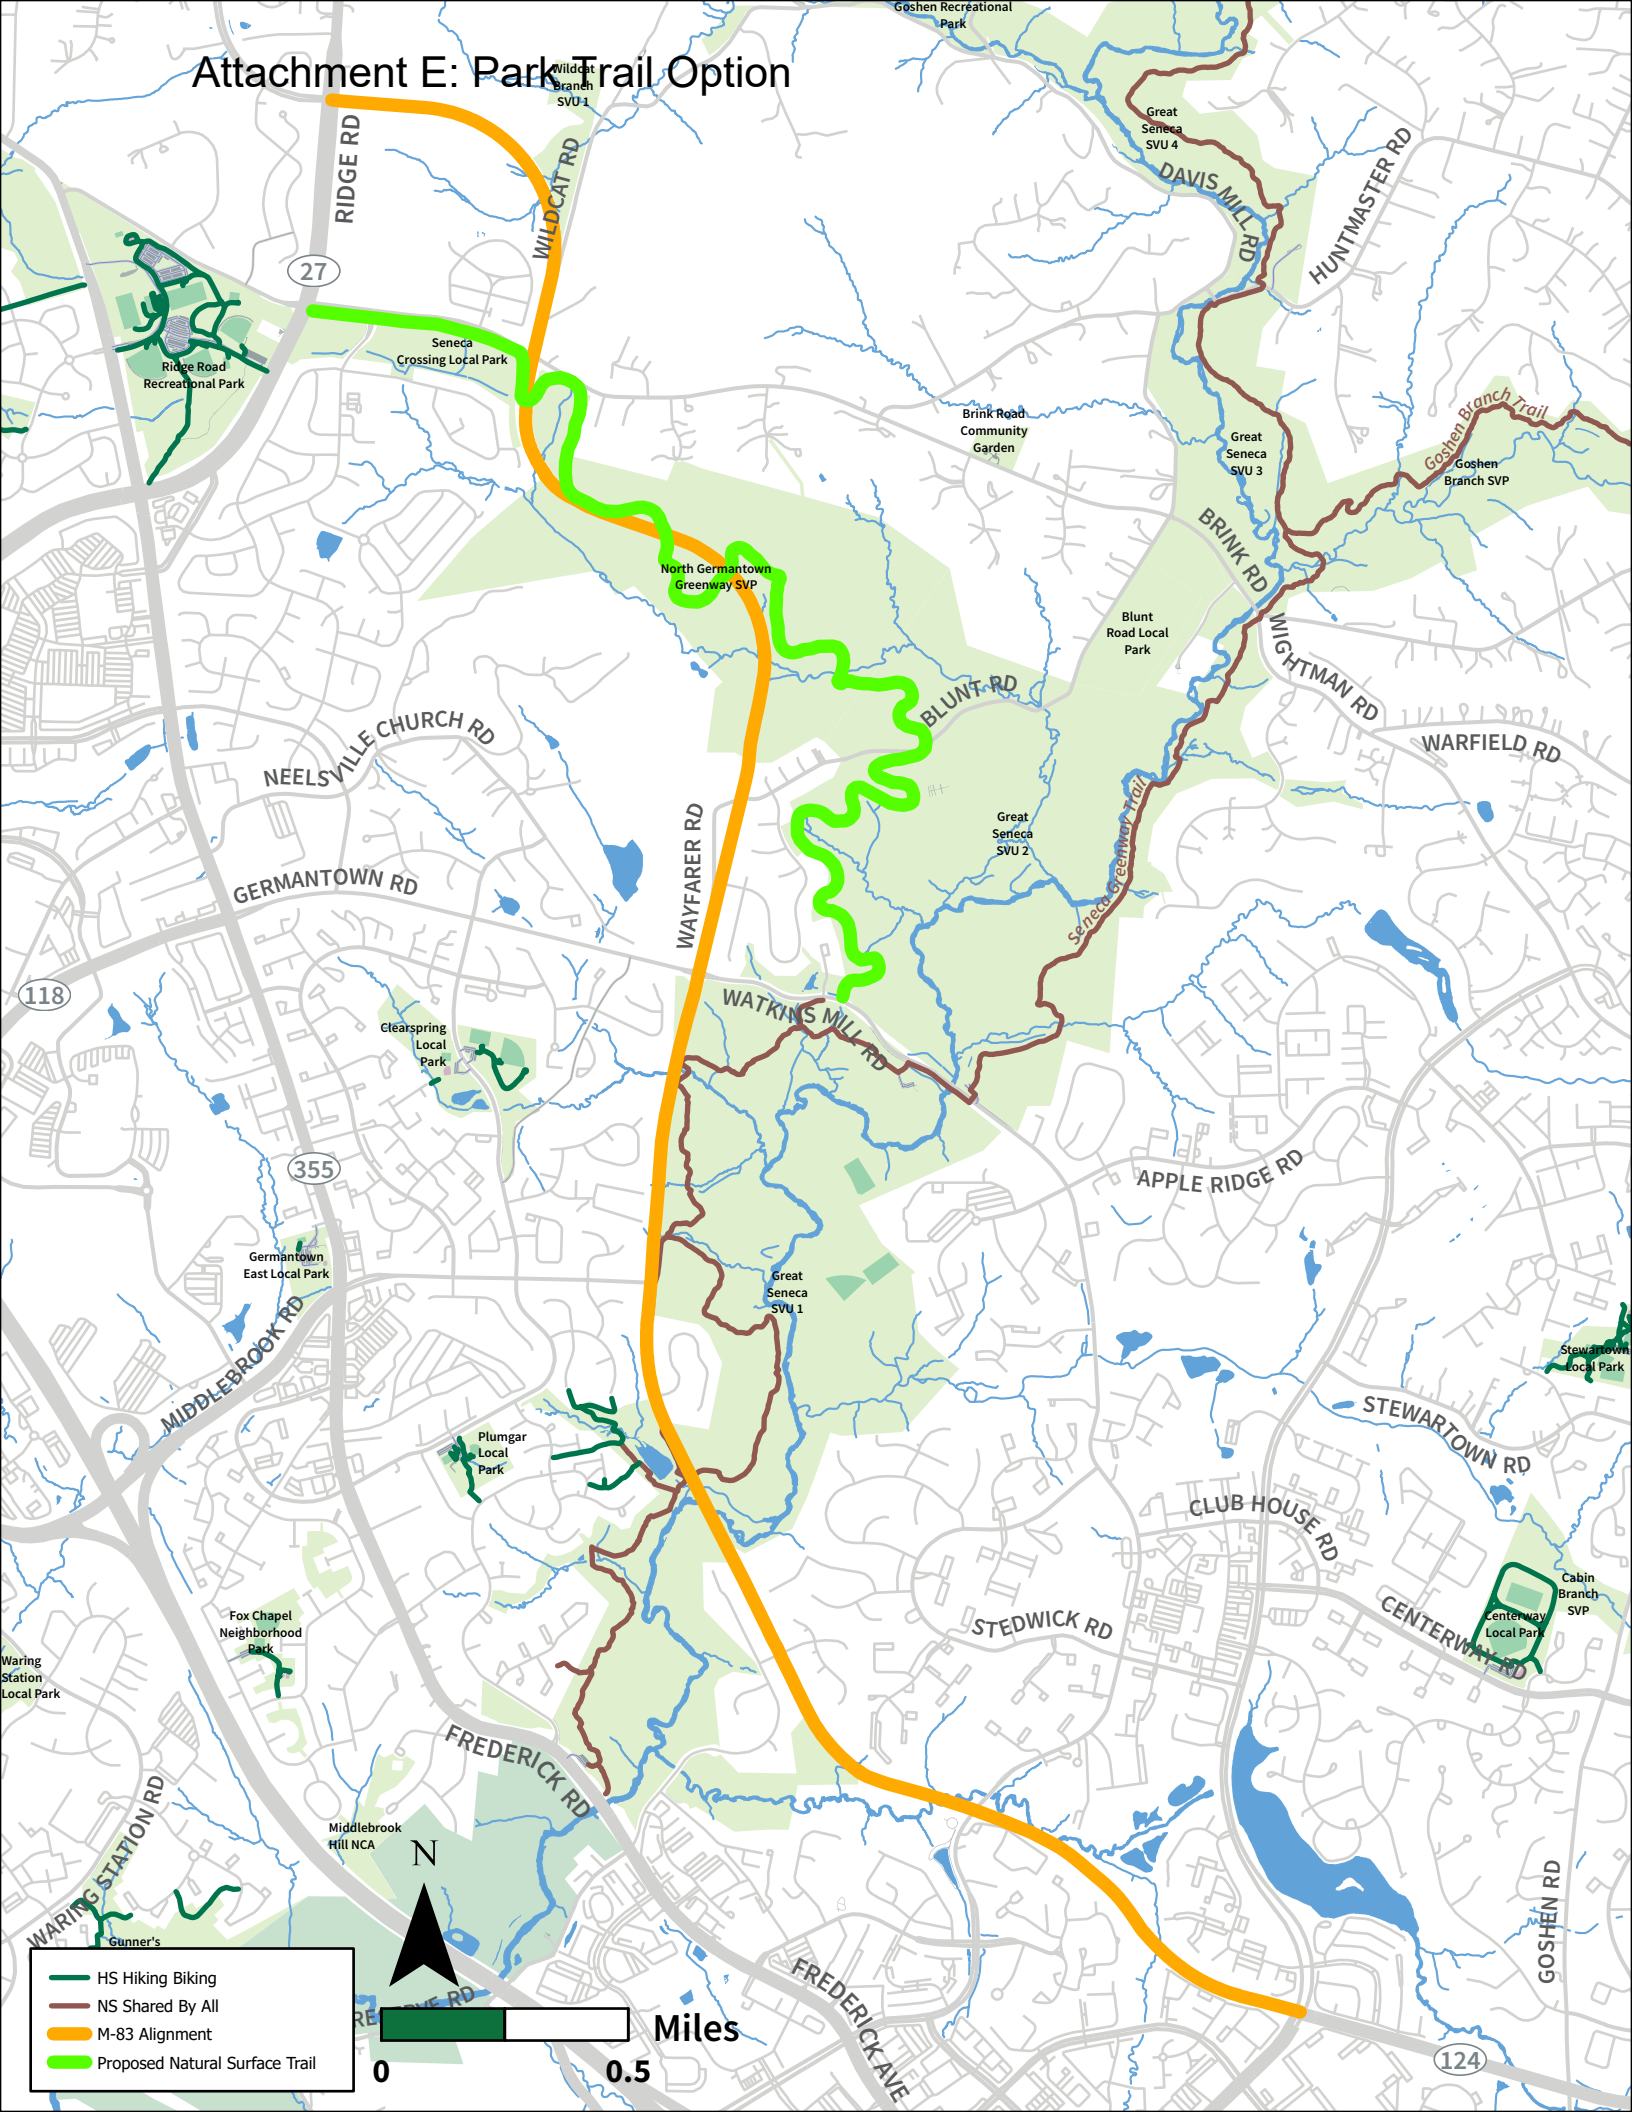 Goshen Recreational
Park
Attachment E: Park Trail Option
Wildcat
Branch
SVU 1
Great
Seneca
SVU 4
RIDGE RD
WILDCAT RD
DAVIS MILL RD
HUNTMASTER RD
27
Seneca
Crossing Local Park
Ridge Road
Recreational Park
Brink Road
Community
Garden
Goshen Branch Trail
Great
Seneca
SVU 3
Goshen
Branch SVP
BRINK RD
North Germantown
Greenway SVP
Blunt
Road Local
Park
WIGHTMAN RD
BLUNT RD
NEELSVILLE CHURCH RD
WARFIELD RD
WAYFARER RD
Great
Seneca
SVU 2
Seneca Greenway Trail
GERMANTOWN RD
118
WATKINS MILL RD
Clearspring
Local
Park
355
APPLE RIDGE RD
Germantown
East Local Park
Great
Seneca
SVU 1
MIDDLEBROOK RD
Stewartown
Local Park
STEWARTOWN RD
Plumgar
Local
Park
CLUB HOUSE RD
Cabin
Branch
SVP
Centerway
Local Park
CENTERWAY RD
Fox Chapel
Neighborhood
Park
STEDWICK RD
Waring
Station
Local Park
FREDERICK RD
WARING STATION RD
Middlebrook
Hill NCA
N
GOSHEN RD
Gunner's
FREDERICK AVE
HS Hiking Biking
NS Shared By All
M-83 Alignment
Proposed Natural Surface Trail
Miles
0
0.5
124